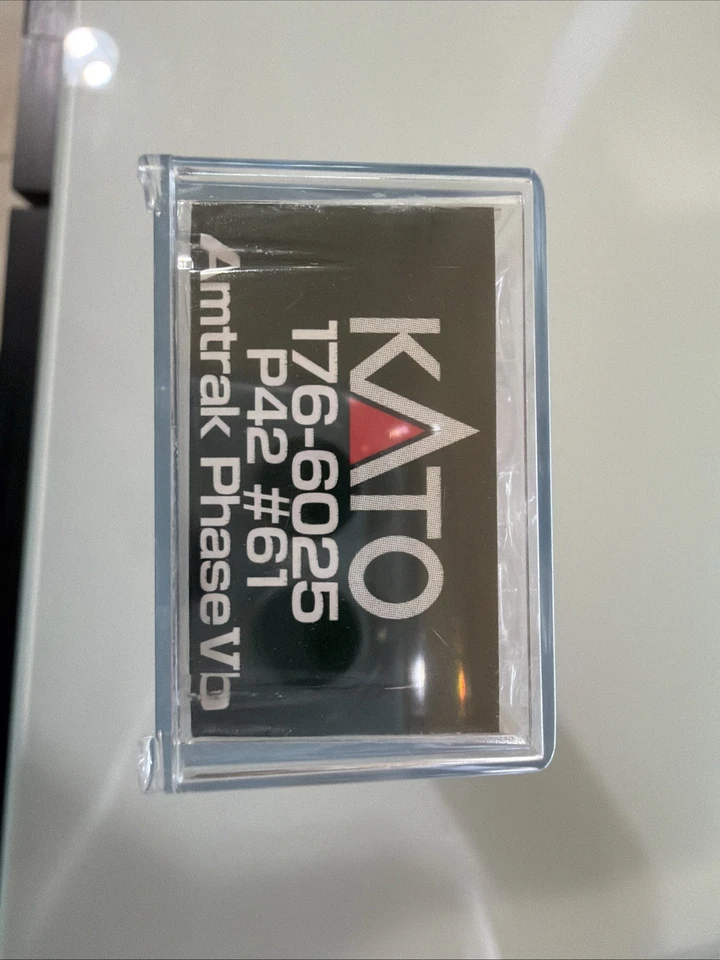 KATO
176-6025
P42 #61
Amtrak Phase Vb